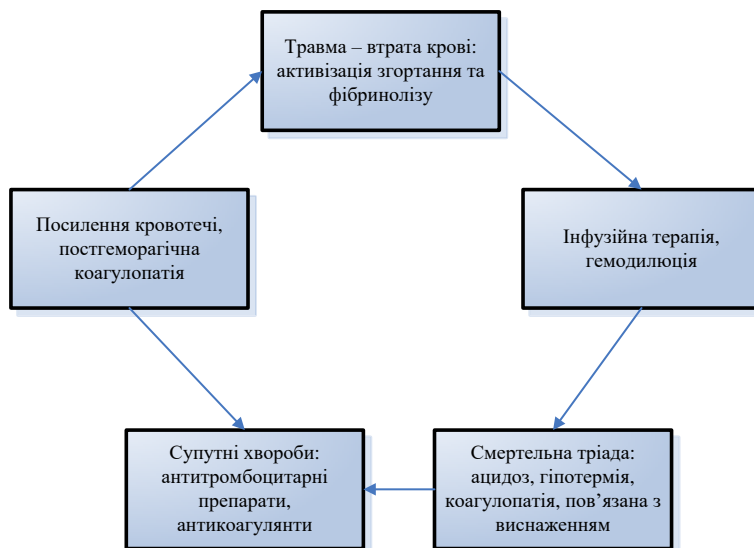 Травма – втрата крові:
активізація згортання та
фібринолізу
Посилення кровотечі,
постгеморагічна
коагулопатія
Інфузійна терапія,
гемодилюція
Супутні хвороби:
антитромбоцитарні
препарати,
антикоагулянти
Смертельна тріада:
ацидоз, гіпотермія,
коагулопатія, пов’язана з
виснаженням